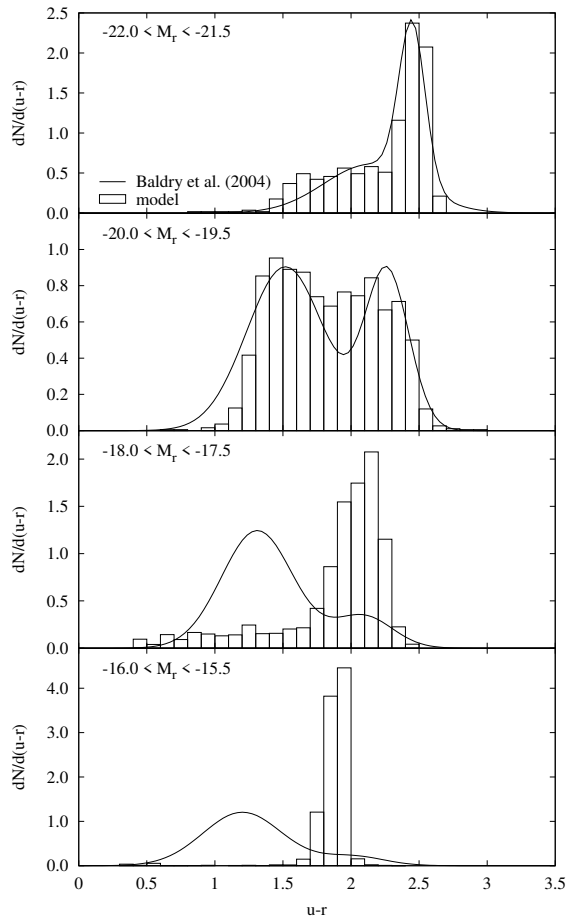 2.5
-22.0 < Mr < -21.5
2.0
1.5
dN/d(u-r)
1.0
0.5
Baldry et al. (2004)
model
0.0
-20.0 < Mr < -19.5
1.0
0.8
dN/d(u-r)
0.6
0.4
0.2
0.0
-18.0 < Mr < -17.5
2.0
1.5
dN/d(u-r)
1.0
0.5
0.0
-16.0 < Mr < -15.5
4.0
3.0
dN/d(u-r)
2.0
1.0
0.0
0 0.5 1 1.5 2 2.5 3 3.5
u-r